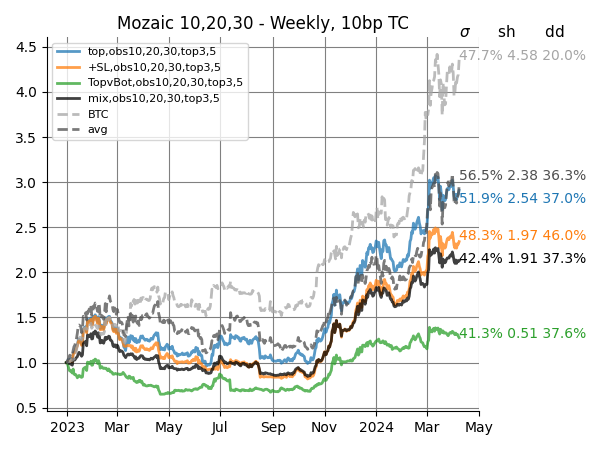 Mozaic 10,20,30 - Weekly, 10bp TC
σ sh dd
top,obs10,20,30,top3,5
+SL,obs10,20,30,top3,5
TopvBot,obs10,20,30,top3,5
mix,obs10,20,30,top3,5
BTC
avg
47.7% 4.58 20.0%
56.5% 2.38 36.3%
51.9% 2.54 37.0%
48.3% 1.97 46.0%
42.4% 1.91 37.3%
41.3% 0.51 37.6%
4.5
4.0
3.5
3.0
2.5
2.0
1.5
1.0
0.5
2023 Mar May Jul Sep Nov 2024 Mar May